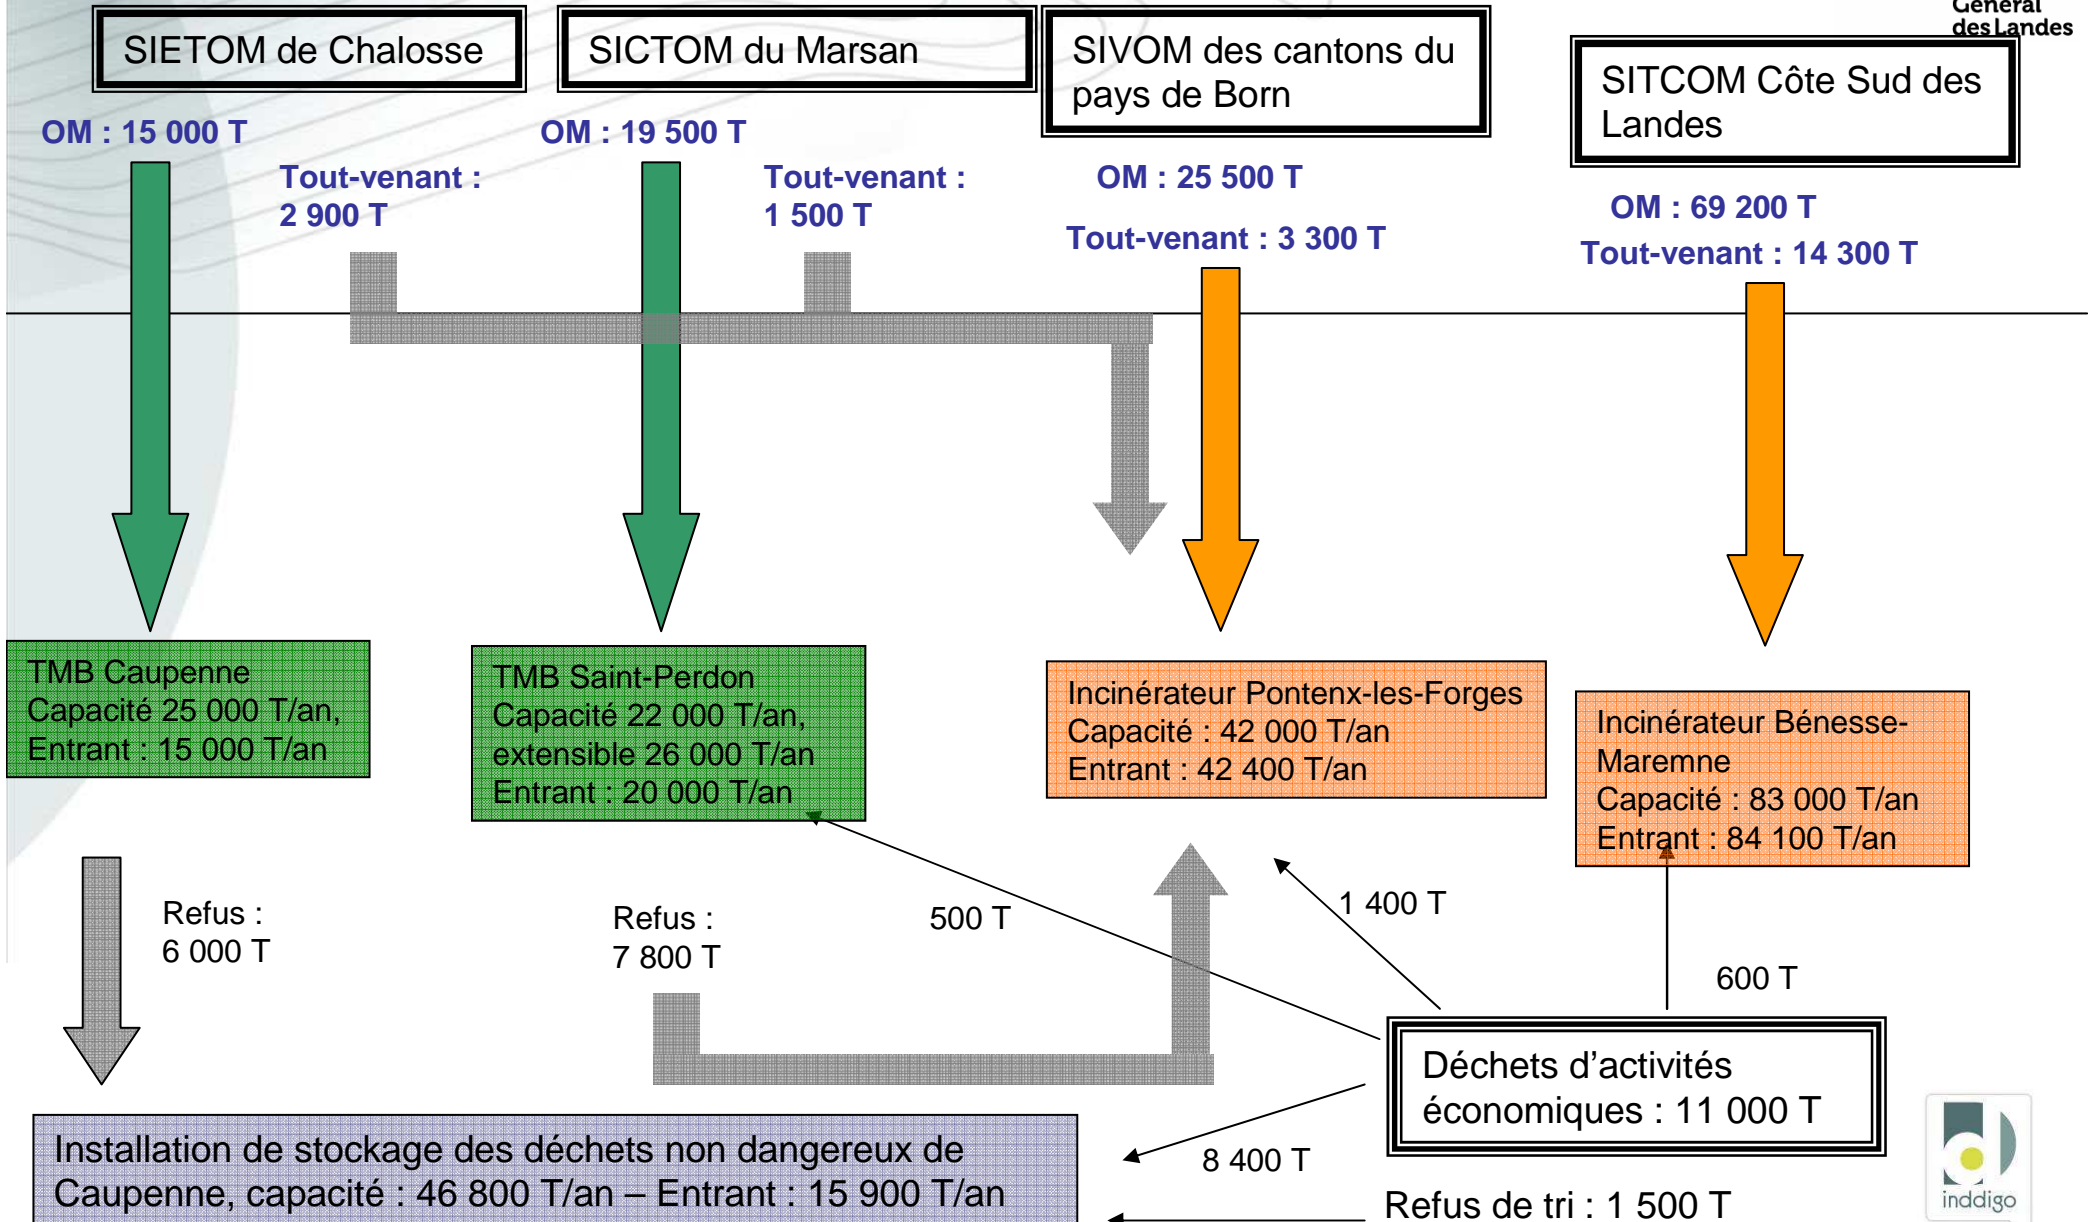 Général
des Landes
SIETOM de Chalosse
SICTOM du Marsan
SIVOM des cantons du
pays de Born
SITCOM Côte Sud des
Landes
OM : 15 000 T
Tout-venant :
2 900 T
OM : 19 500 T
Tout-venant :
1 500 T
OM : 25 500 T
Tout-venant : 3 300 T
OM : 69 200 T
Tout-venant : 14 300 T
TMB Caupenne
Capacité 25 000 T/an,
Entrant : 15 000 T/an
TMB Saint-Perdon
Capacité 22 000 T/an,
extensible 26 000 T/an
Entrant : 20 000 T/an
Incinérateur Pontenx-les-Forges
Capacité : 42 000 T/an
Entrant : 42 400 T/an
Incinérateur Bénesse-
Maremne
Capacité : 83 000 T/an
Entrant : 84 100 T/an
Refus :
6 000 T
Refus :
7 800 T
500 T
1 400 T
600 T
Déchets d'activités
économiques : 11 000 T
8 400 T
Installation de stockage des déchets non dangereux de
Caupenne, capacité : 46 800 T/an – Entrant : 15 900 T/an
Refus de tri : 1 500 T
inddigo